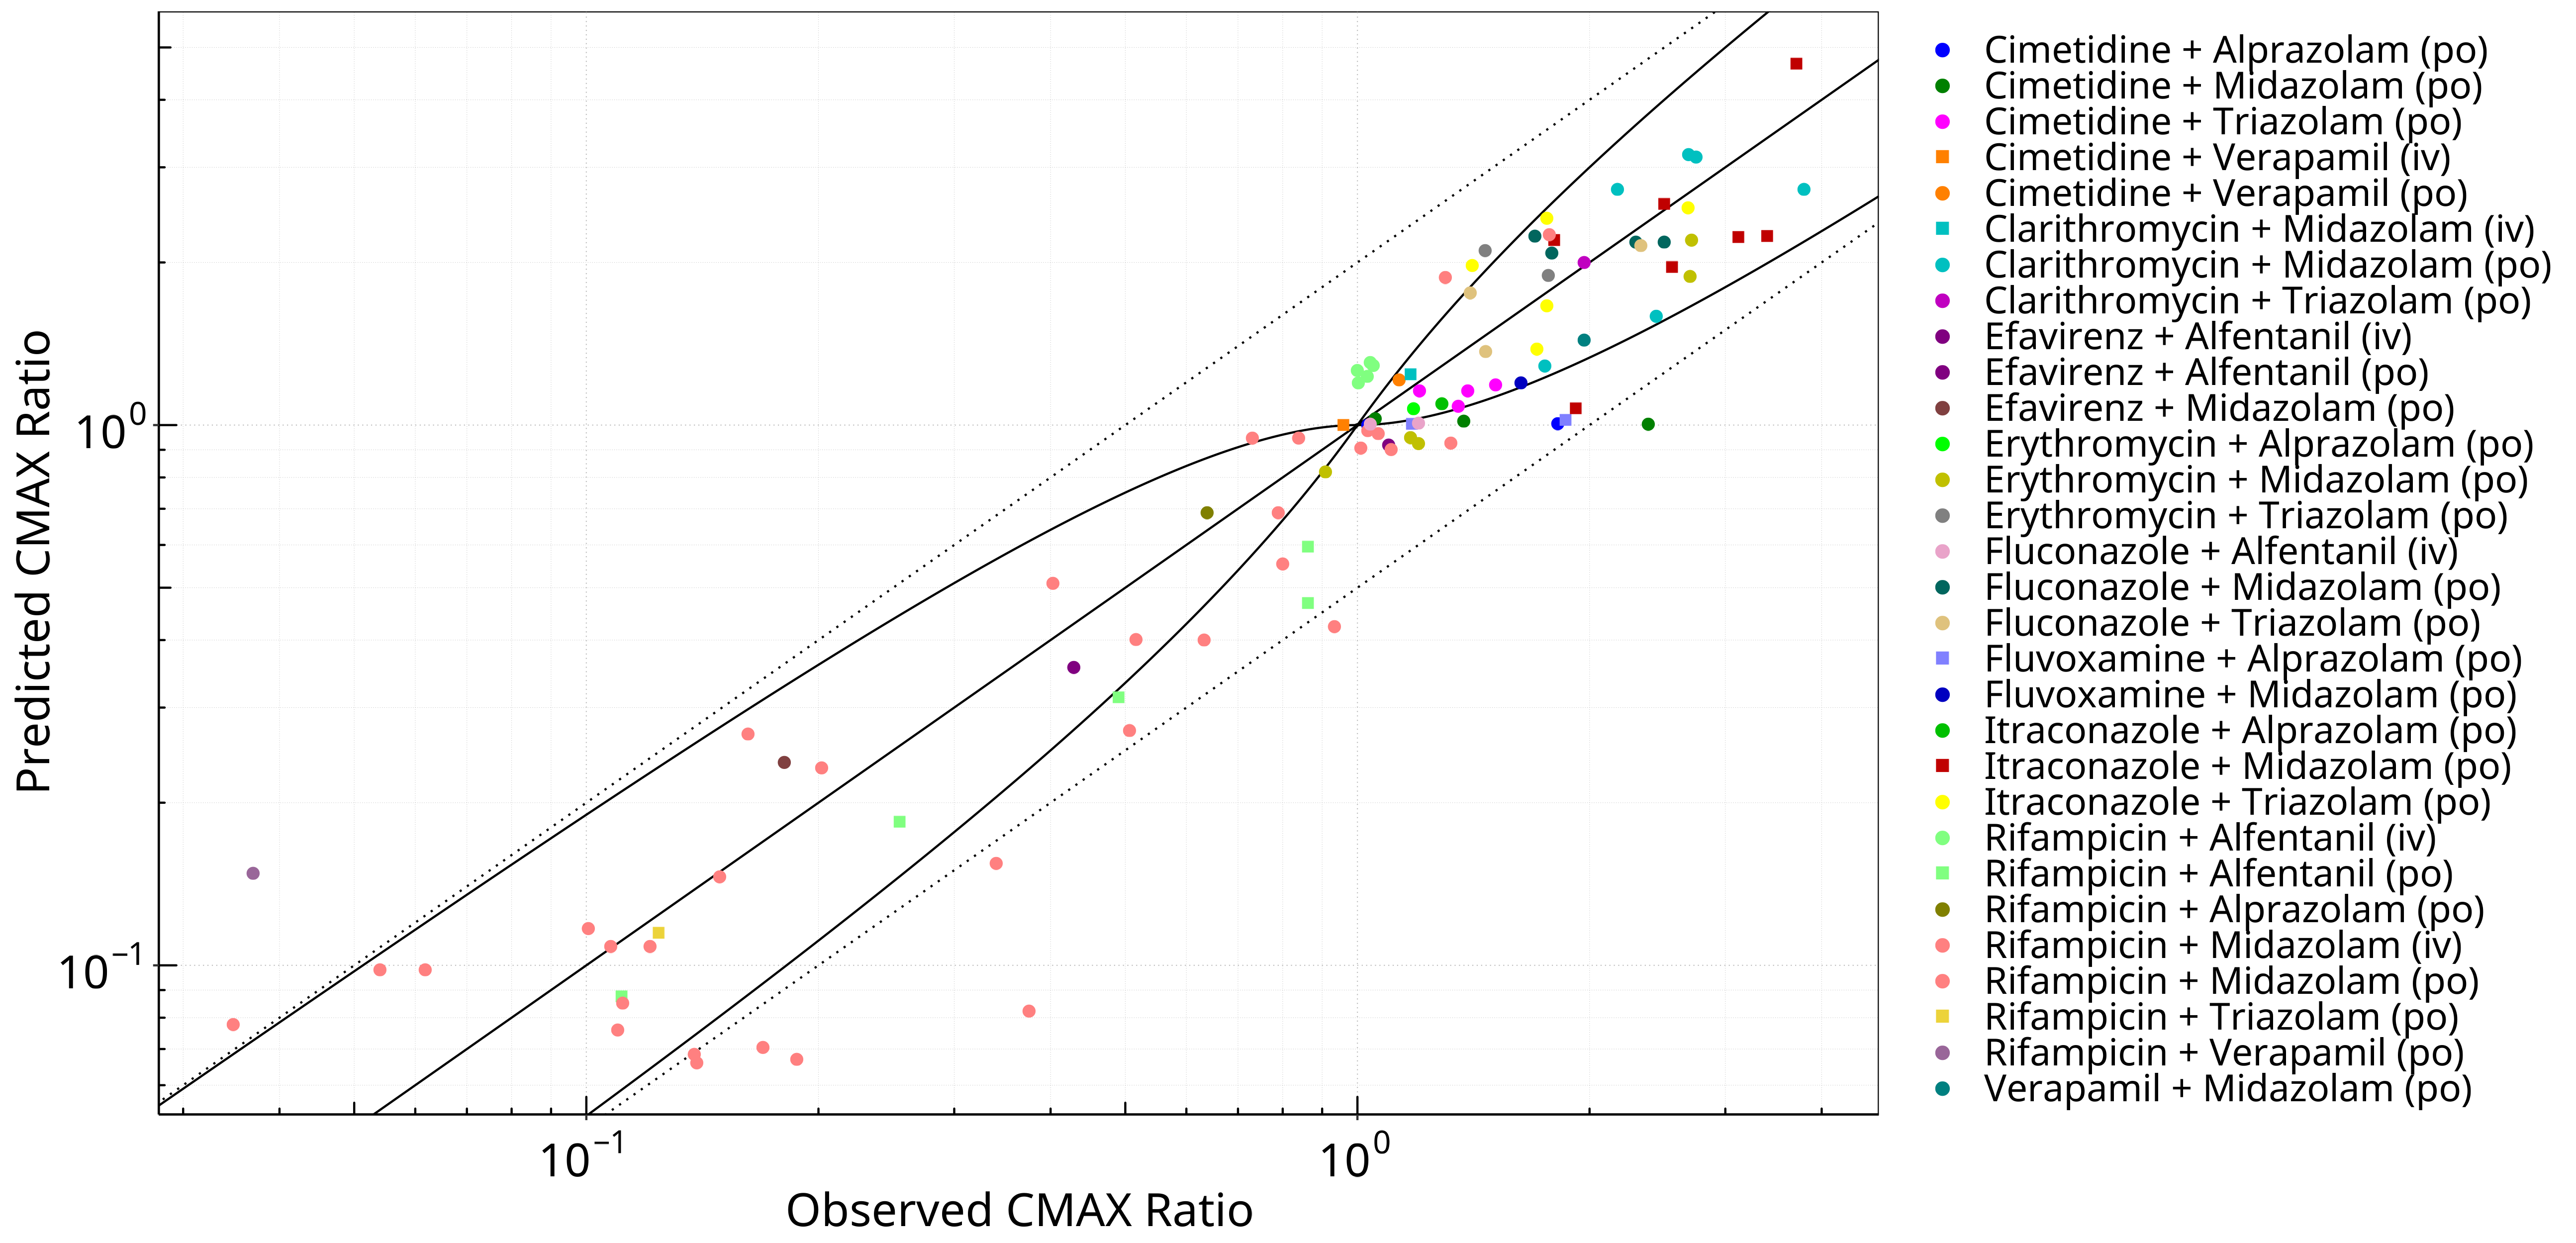 Predicted CMAX Ratio
10⁰
10⁻¹
10⁻¹
10⁰
Observed CMAX Ratio
Cimetidine + Alprazolam (po)
Cimetidine + Midazolam (po)
Cimetidine + Triazolam (po)
Cimetidine + Verapamil (iv)
Cimetidine + Verapamil (po)
Clarithromycin + Midazolam (iv)
Clarithromycin + Midazolam (po)
Clarithromycin + Triazolam (po)
Efavirenz + Alfentanil (iv)
Efavirenz + Alfentanil (po)
Efavirenz + Midazolam (po)
Erythromycin + Alprazolam (po)
Erythromycin + Midazolam (po)
Erythromycin + Triazolam (po)
Fluconazole + Alfentanil (iv)
Fluconazole + Midazolam (po)
Fluconazole + Triazolam (po)
Fluvoxamine + Alprazolam (po)
Fluvoxamine + Midazolam (po)
Itraconazole + Alprazolam (po)
Itraconazole + Midazolam (po)
Itraconazole + Triazolam (po)
Rifampicin + Alfentanil (iv)
Rifampicin + Alfentanil (po)
Rifampicin + Alprazolam (po)
Rifampicin + Midazolam (iv)
Rifampicin + Midazolam (po)
Rifampicin + Triazolam (po)
Rifampicin + Verapamil (po)
Verapamil + Midazolam (po)